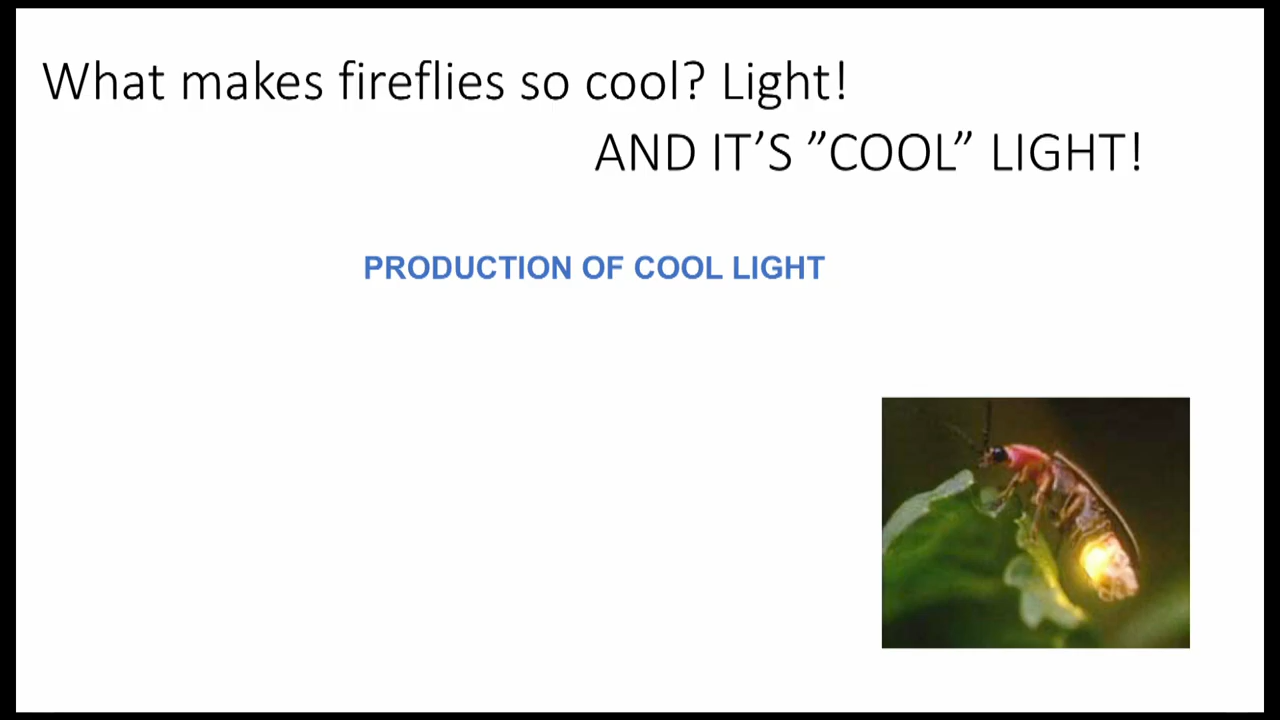 What makes fireflies so cool? Light!
AND IT’S ”COOL” LIGHT!
PRODUCTION OF COOL LIGHT